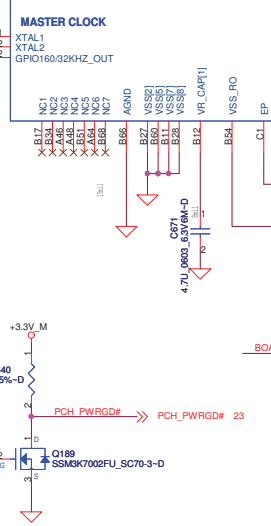 MASTER CLOCK
XTAL1
XTAL2
GPIO160/32KHZ_OUT
NC1
NC2
NC3
NC4
NC5
NC6
NC7
AGND
VSS[2]
VSS[5]
VSS[7]
VSS[8]
VR_CAP[1]
VSS_RO
EP
B17
B34
A46
A48
B51
A64
B68
B66
B27
B60
B11
B28
B12
B54
C1
C671
4.7U_0603_6.3V6M~D
1
2
+3.3V_M
1
40
5%~D
2
BOA
PCH_PWRGD#
PCH_PWRGD# 23
1
D
Q189
SSM3K7002FU_SC70-3~D
G
S
3